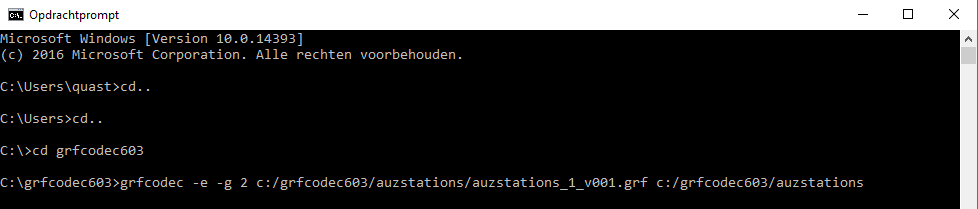 Opdrachtprompt
Microsoft Windows [Version 10.0.14393]
(c) 2016 Microsoft Corporation. Alle rechten voorbehouden.
C:\Users\quast>cd..
C:\Users>cd..
C:\>cd grfcodec603
C:\grfcodec603>grfcodec -e -g 2 c:/grfcodec603/auzstations/auzstations_1_v001.grf c:/grfcodec603/auzstations